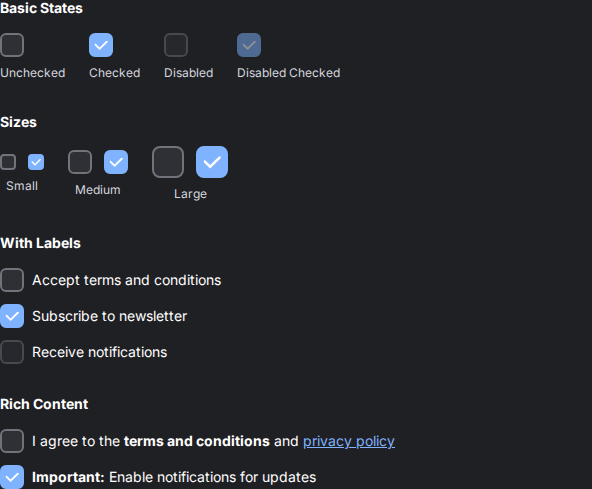 Basic States
Unchecked Checked Disabled Disabled Checked
Sizes
Small Medium Large
With Labels
Accept terms and conditions
Subscribe to newsletter
Receive notifications
Rich Content
I agree to the terms and conditions and privacy policy
Important: Enable notifications for updates